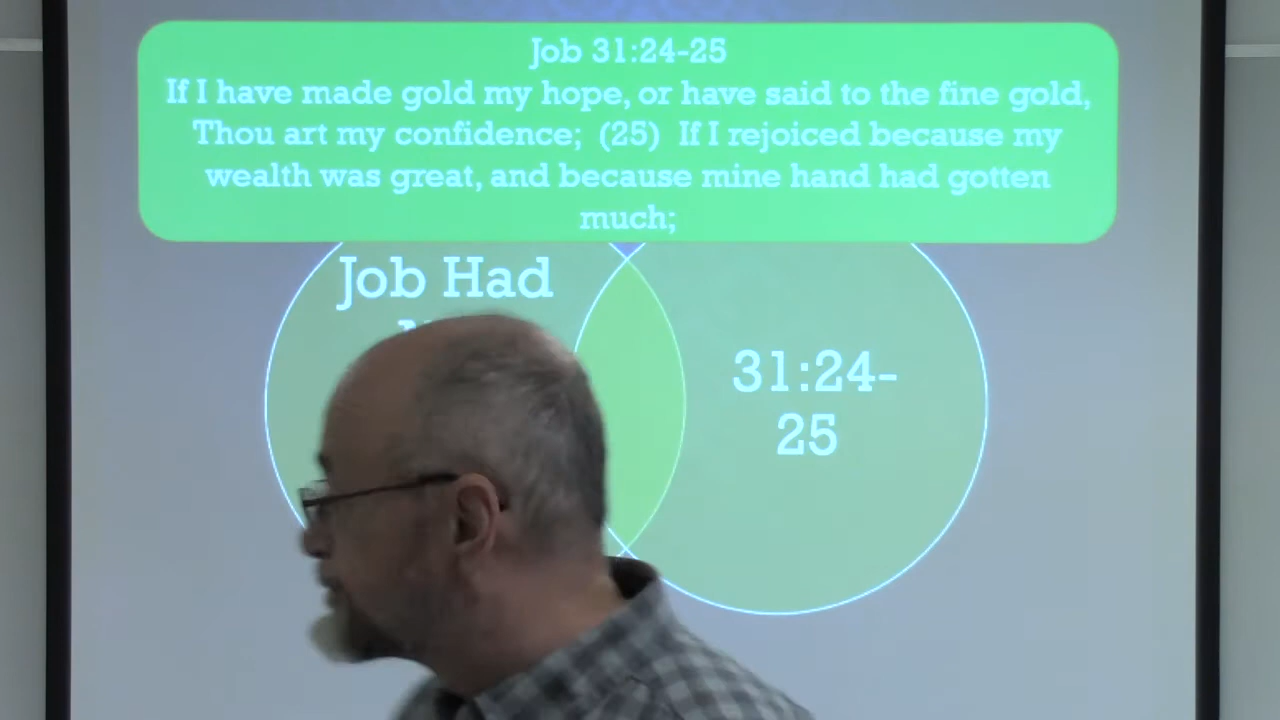 Job 31:24-25
If I have made gold my hope, or have said to the fine gold,
Thou art my confidence; (25) If I rejoiced because my
wealth was great, and because mine hand had gotten
much;
Job Had
31:24-
25